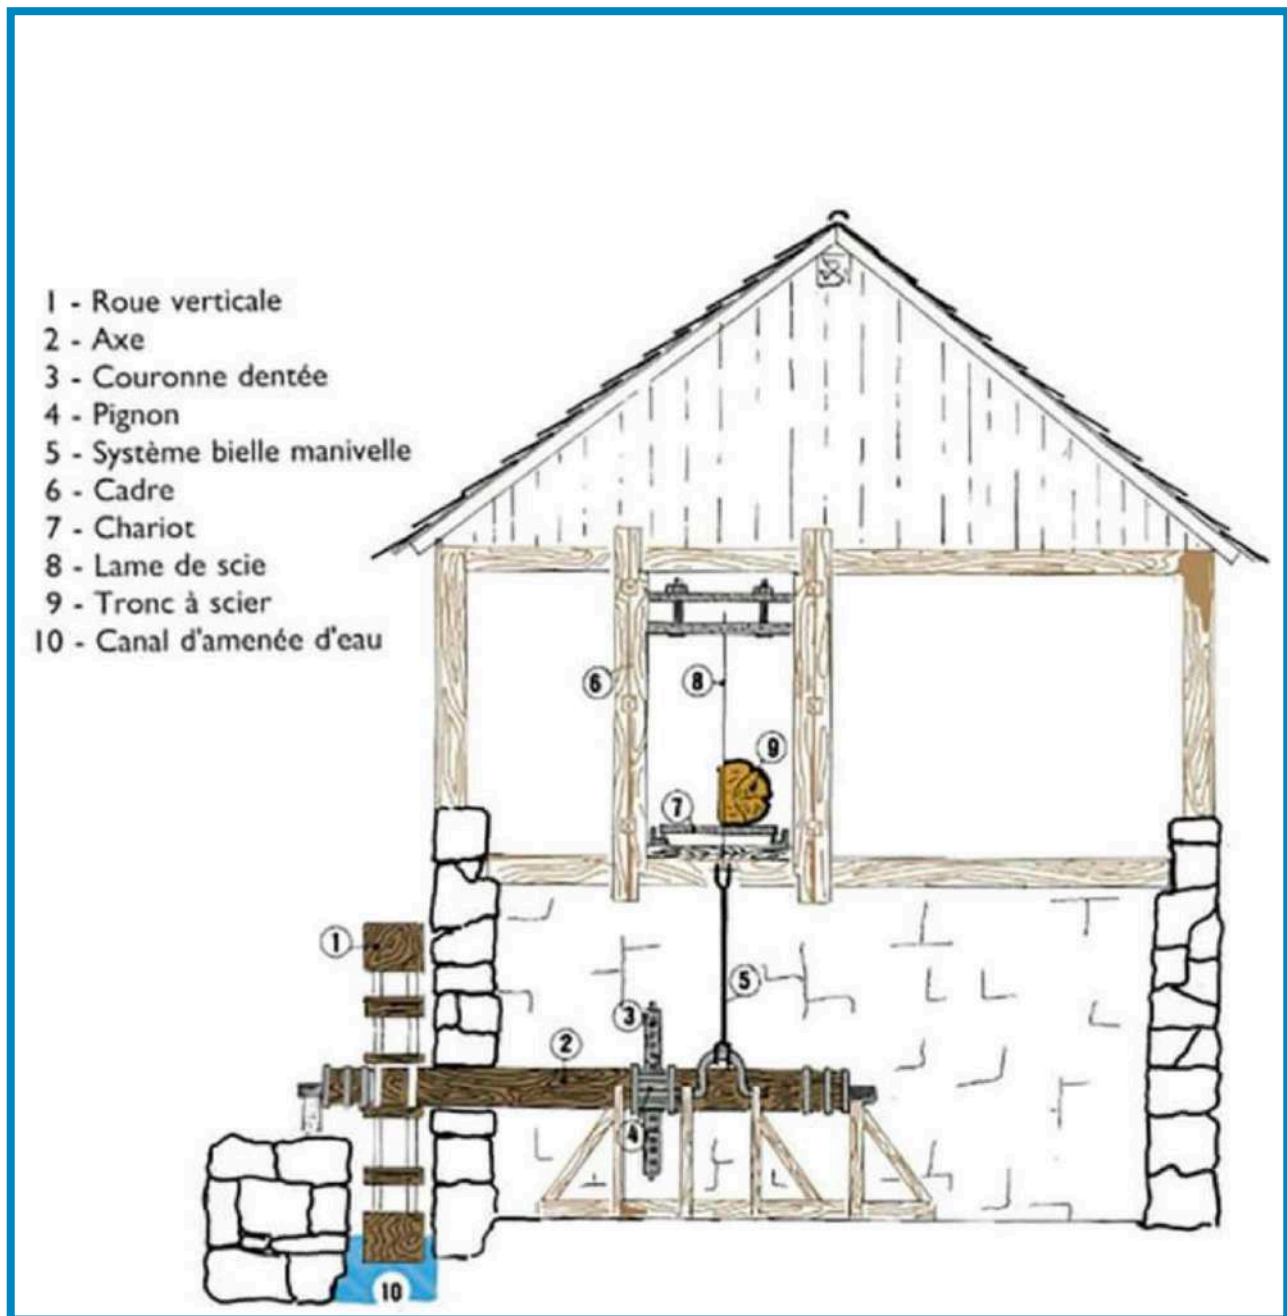 1 - Roue verticale
2 - Axe
3 - Couronne dentée
4 - Pignon
5 - Système bielle manivelle
6 - Cadre
7 - Chariot
8 - Lame de scie
9 - Tronc à scier
10 - Canal d'amenée d'eau
6
8
9
7
1
5
3
2
4
10